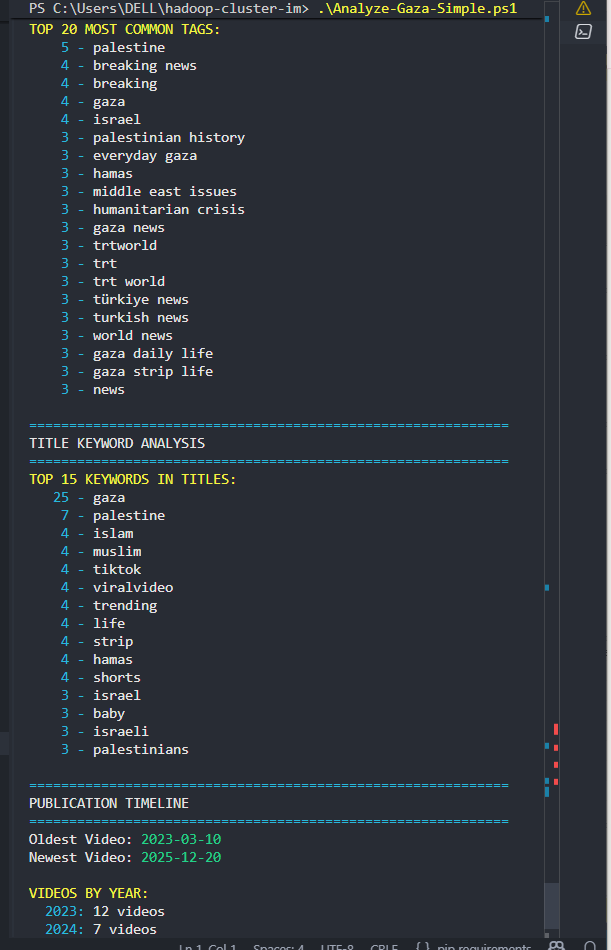 PS C:\Users\DELL\hadoop-cluster-im> .\Analyze-Gaza-Simple.ps1
TOP 20 MOST COMMON TAGS:
5 - palestine
4 - breaking news
4 - breaking
4 - gaza
4 - israel
3 - palestinian history
3 - everyday gaza
3 - hamas
3 - middle east issues
3 - humanitarian crisis
3 - gaza news
3 - trtworld
3 - trt
3 - trt world
3 - türkiye news
3 - turkish news
3 - world news
3 - gaza daily life
3 - gaza strip life
3 - news
============================================================
TITLE KEYWORD ANALYSIS
============================================================
TOP 15 KEYWORDS IN TITLES:
25 - gaza
7 - palestine
4 - islam
4 - muslim
4 - tiktok
4 - viralvideo
4 - trending
4 - life
4 - strip
4 - hamas
4 - shorts
3 - israel
3 - baby
3 - israeli
3 - palestinians
============================================================
PUBLICATION TIMELINE
============================================================
Oldest Video: 2023-03-10
Newest Video: 2025-12-20
VIDEOS BY YEAR:
2023: 12 videos
2024: 7 videos
Ln 1, Col 1 Spaces: 4 UTF-8 CRLF {} pip requirements